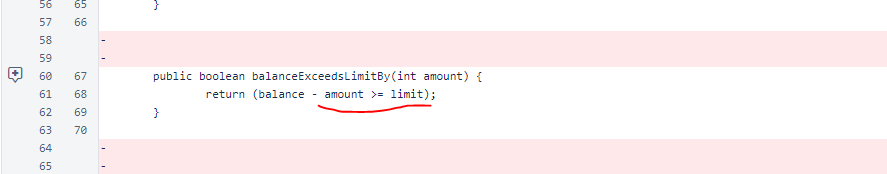 56 65 }
57 66
58 -
59 -
60 67 public boolean balanceExceedsLimitBy(int amount) {
61 68 return (balance - amount >= limit);
62 69 }
63 70
64 -
65 -